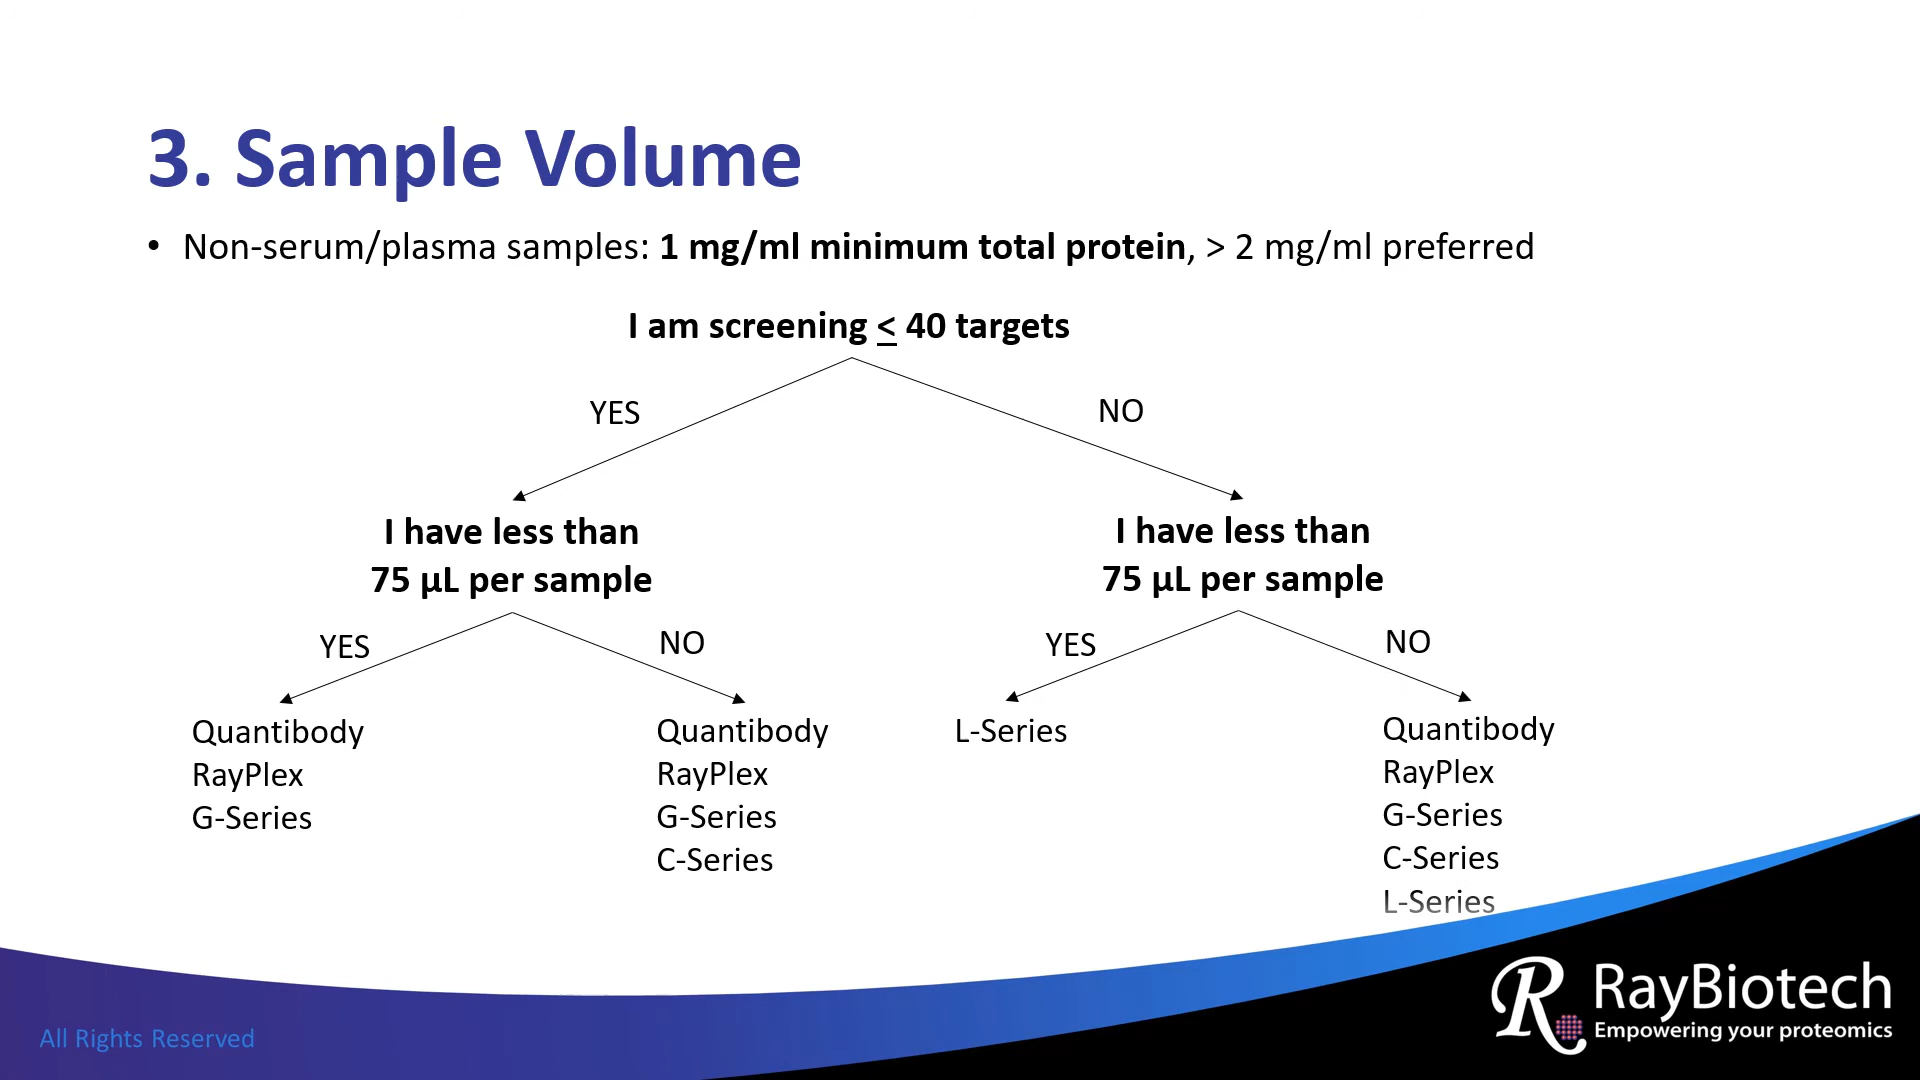 3. Sample Volume
• Non-serum/plasma samples: 1 mg/ml minimum total protein, > 2 mg/ml preferred
I am screening < 40 targets
YES
NO
I have less than
75 µL per sample
I have less than
75 µL per sample
YES
NO
YES
NO
Quantibody
RayPlex
G-Series
Quantibody
RayPlex
G-Series
C-Series
L-Series
Quantibody
RayPlex
G-Series
C-Series
L-Series
All Rights Reserved
RayBiotech
Empowering your proteomics